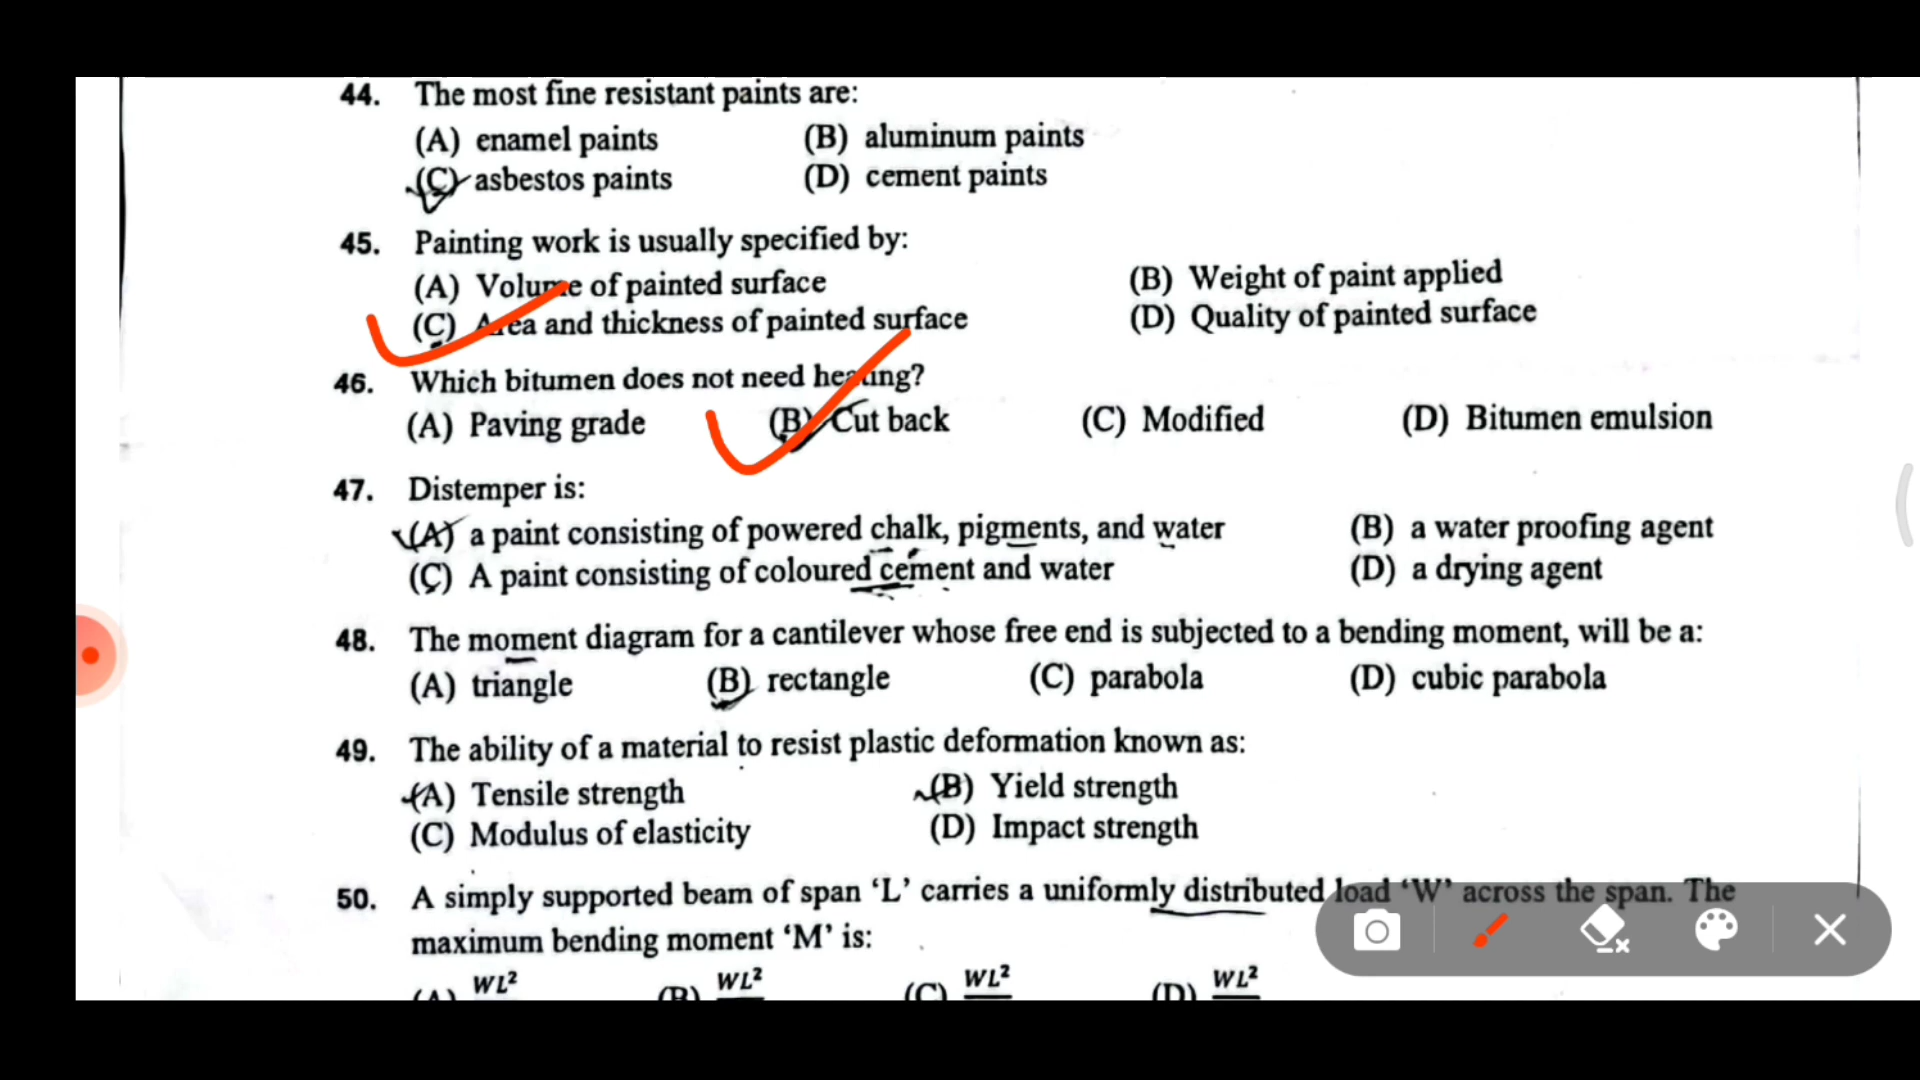 44. The most fine resistant paints are:
(A) enamel paints (B) aluminum paints
(C) asbestos paints (D) cement paints
45. Painting work is usually specified by:
(A) Volume of painted surface (B) Weight of paint applied
(C) Area and thickness of painted surface (D) Quality of painted surface
46. Which bitumen does not need heating?
(A) Paving grade (B) Cut back (C) Modified (D) Bitumen emulsion
47. Distemper is:
(A) a paint consisting of powered chalk, pigments, and water (B) a water proofing agent
(C) A paint consisting of coloured cement and water (D) a drying agent
48. The moment diagram for a cantilever whose free end is subjected to a bending moment, will be a:
(A) triangle (B) rectangle (C) parabola (D) cubic parabola
49. The ability of a material to resist plastic deformation known as:
(A) Tensile strength (B) Yield strength
(C) Modulus of elasticity (D) Impact strength
50. A simply supported beam of span ‘L’ carries a uniformly distributed load ‘W’ across the span. The
maximum bending moment ‘M’ is:
(A) WL² (B) WL² (C) WL² (D) WL²